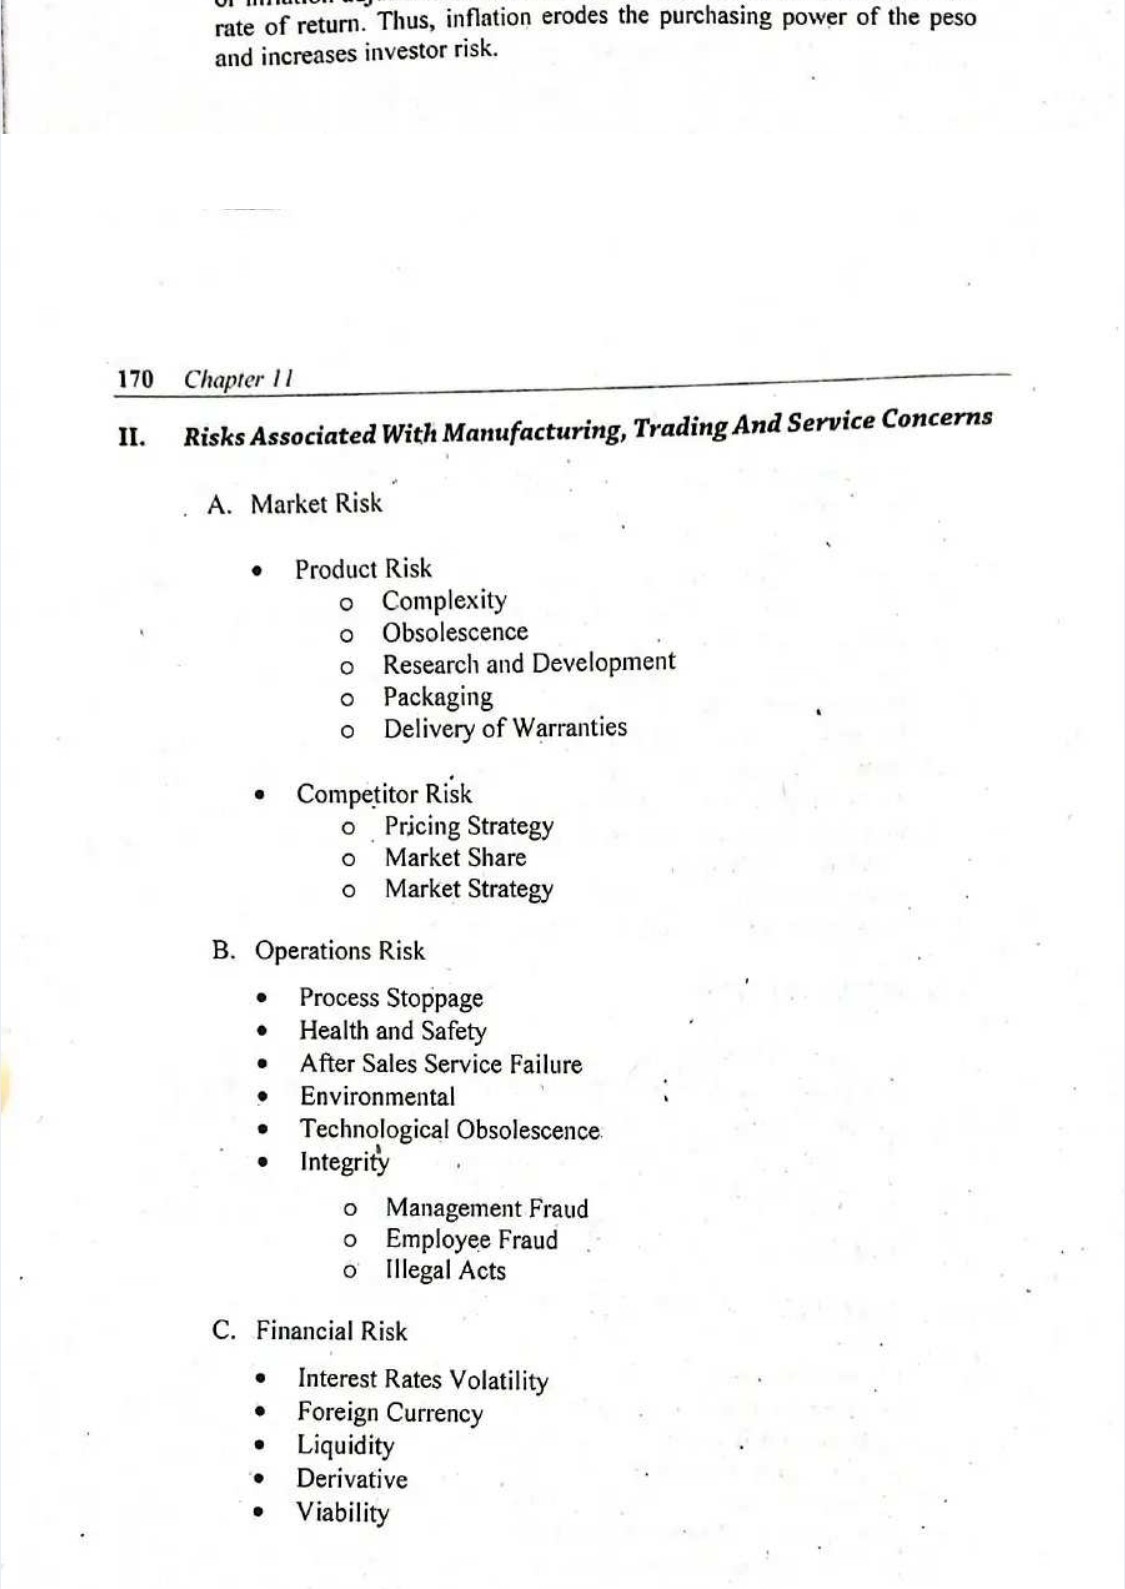 rate of return. Thus, inflation erodes the purchasing power of the peso
and increases investor risk.
170 Chapter 11
II. Risks Associated With Manufacturing, Trading And Service Concerns
A. Market Risk
• Product Risk
o Complexity
o Obsolescence
o Research and Development
o Packaging
o Delivery of Warranties
• Competitor Risk
o Pricing Strategy
o Market Share
o Market Strategy
B. Operations Risk
• Process Stoppage
• Health and Safety
• After Sales Service Failure
• Environmental
• Technological Obsolescence
• Integrity
o Management Fraud
o Employee Fraud
o Illegal Acts
C. Financial Risk
• Interest Rates Volatility
• Foreign Currency
• Liquidity
• Derivative
• Viability